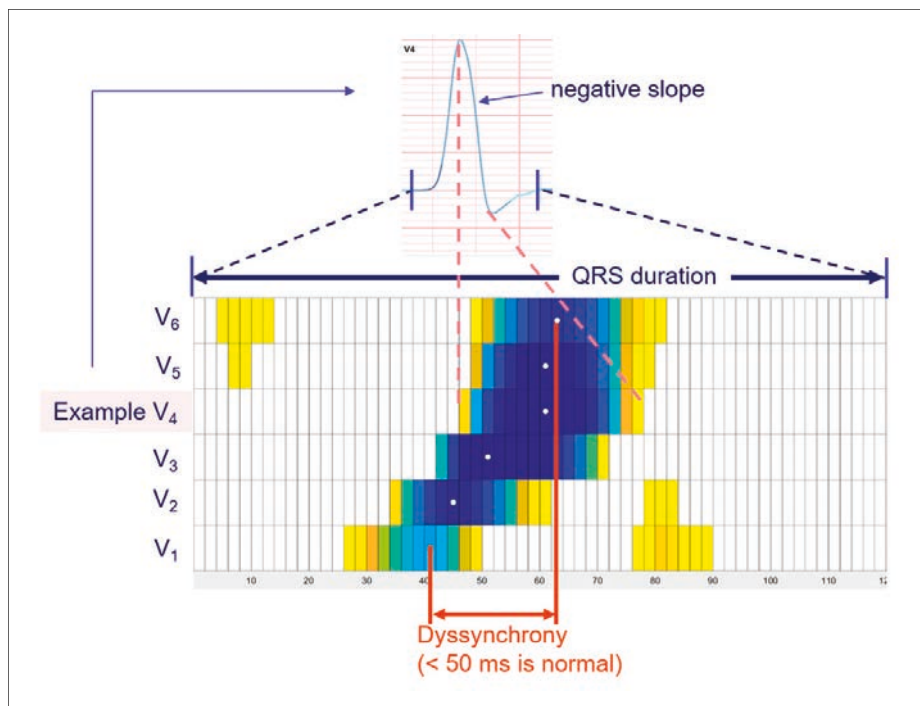 V4
negative slope
QRS duration
V₆
V₅
Example V₄
V₃
V₂
V₁
10 20 30 40 50 60 70 80 90 100 110 12
Dyssynchrony
(< 50 ms is normal)